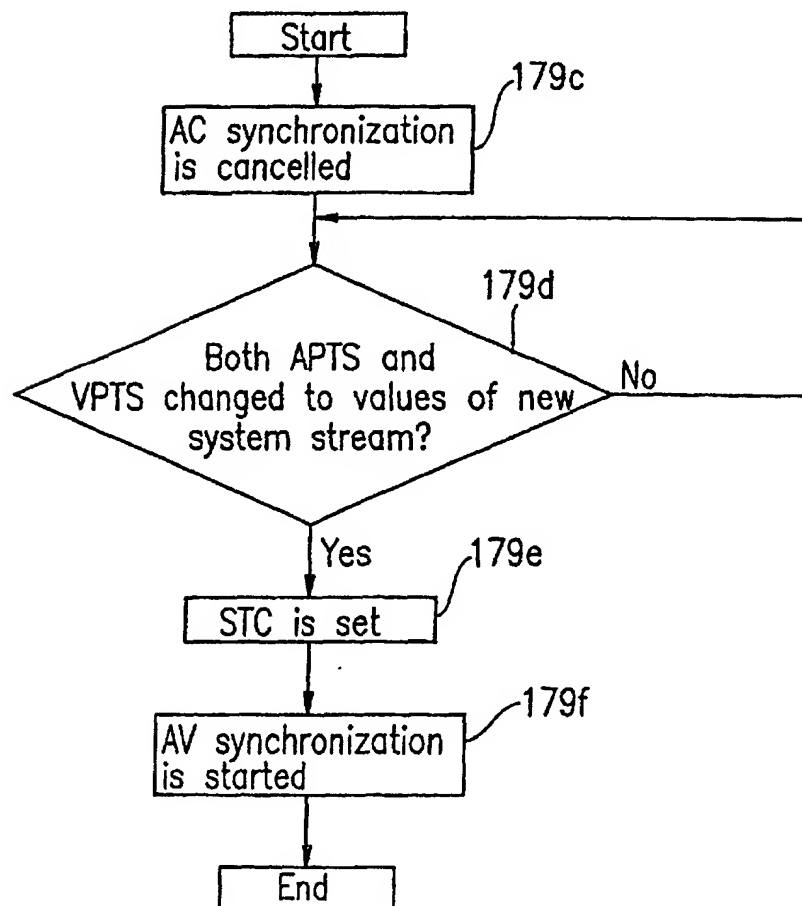 Start
179c
AC synchronization
is cancelled
179d
Both APTS and
VPTS changed to values of new
system stream?
No
Yes
179e
STC is set
179f
AV synchronization
is started
End